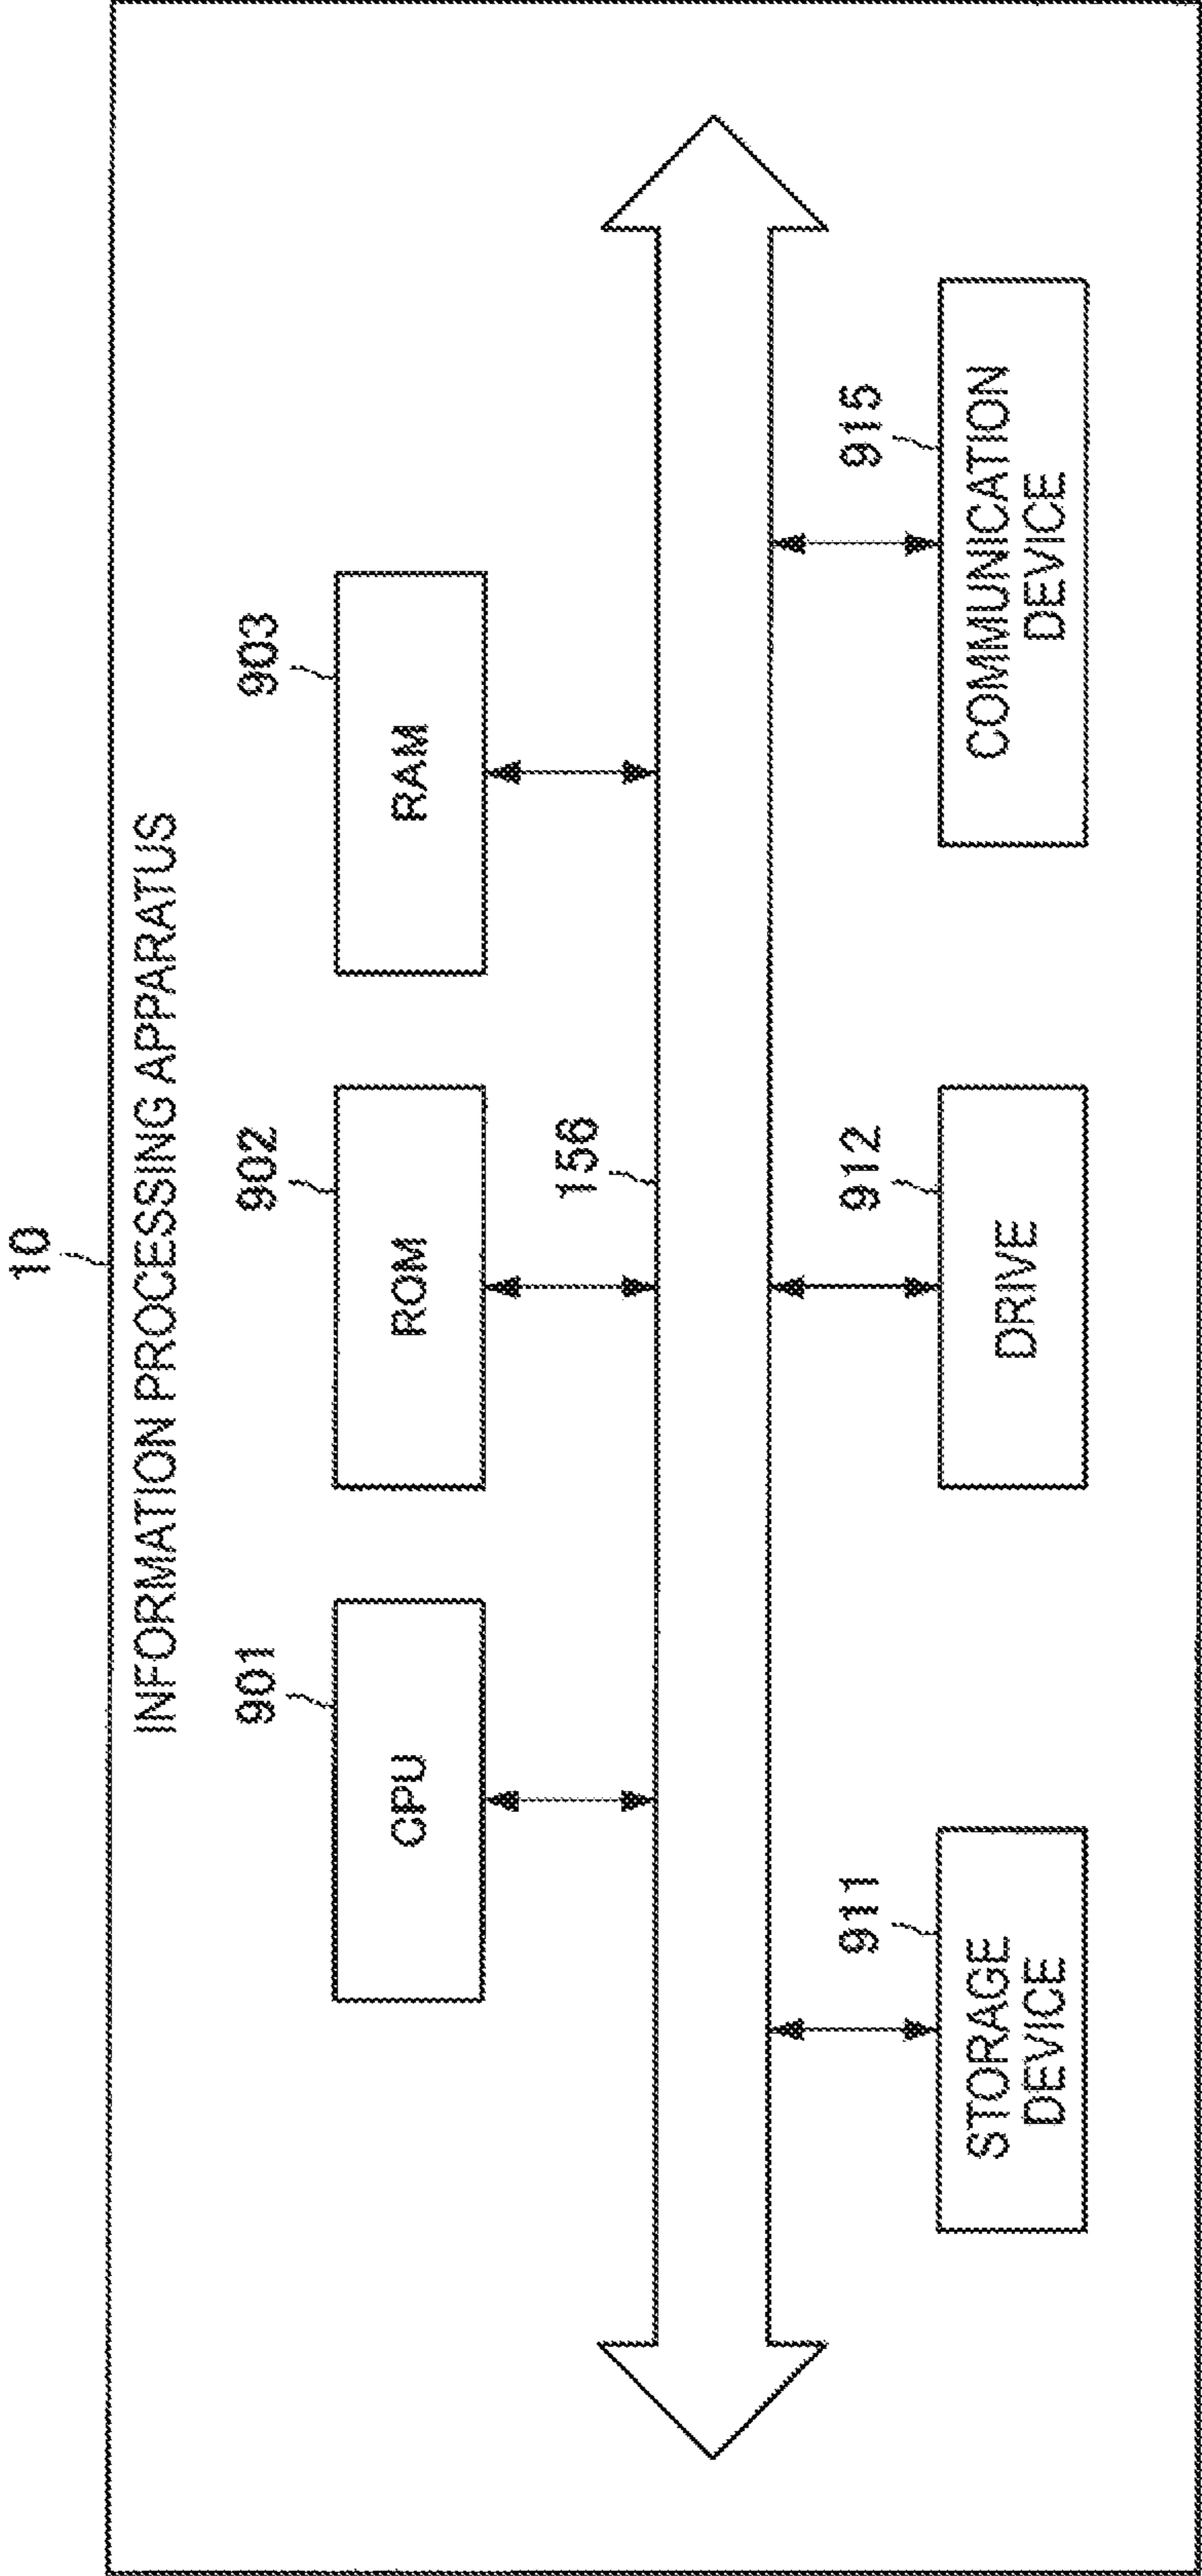 10
INFORMATION PROCESSING APPARATUS
901
902
903
CPU
ROM
RAM
156
911
912
915
STORAGE
DEVICE
DRIVE
COMMUNICATION
DEVICE